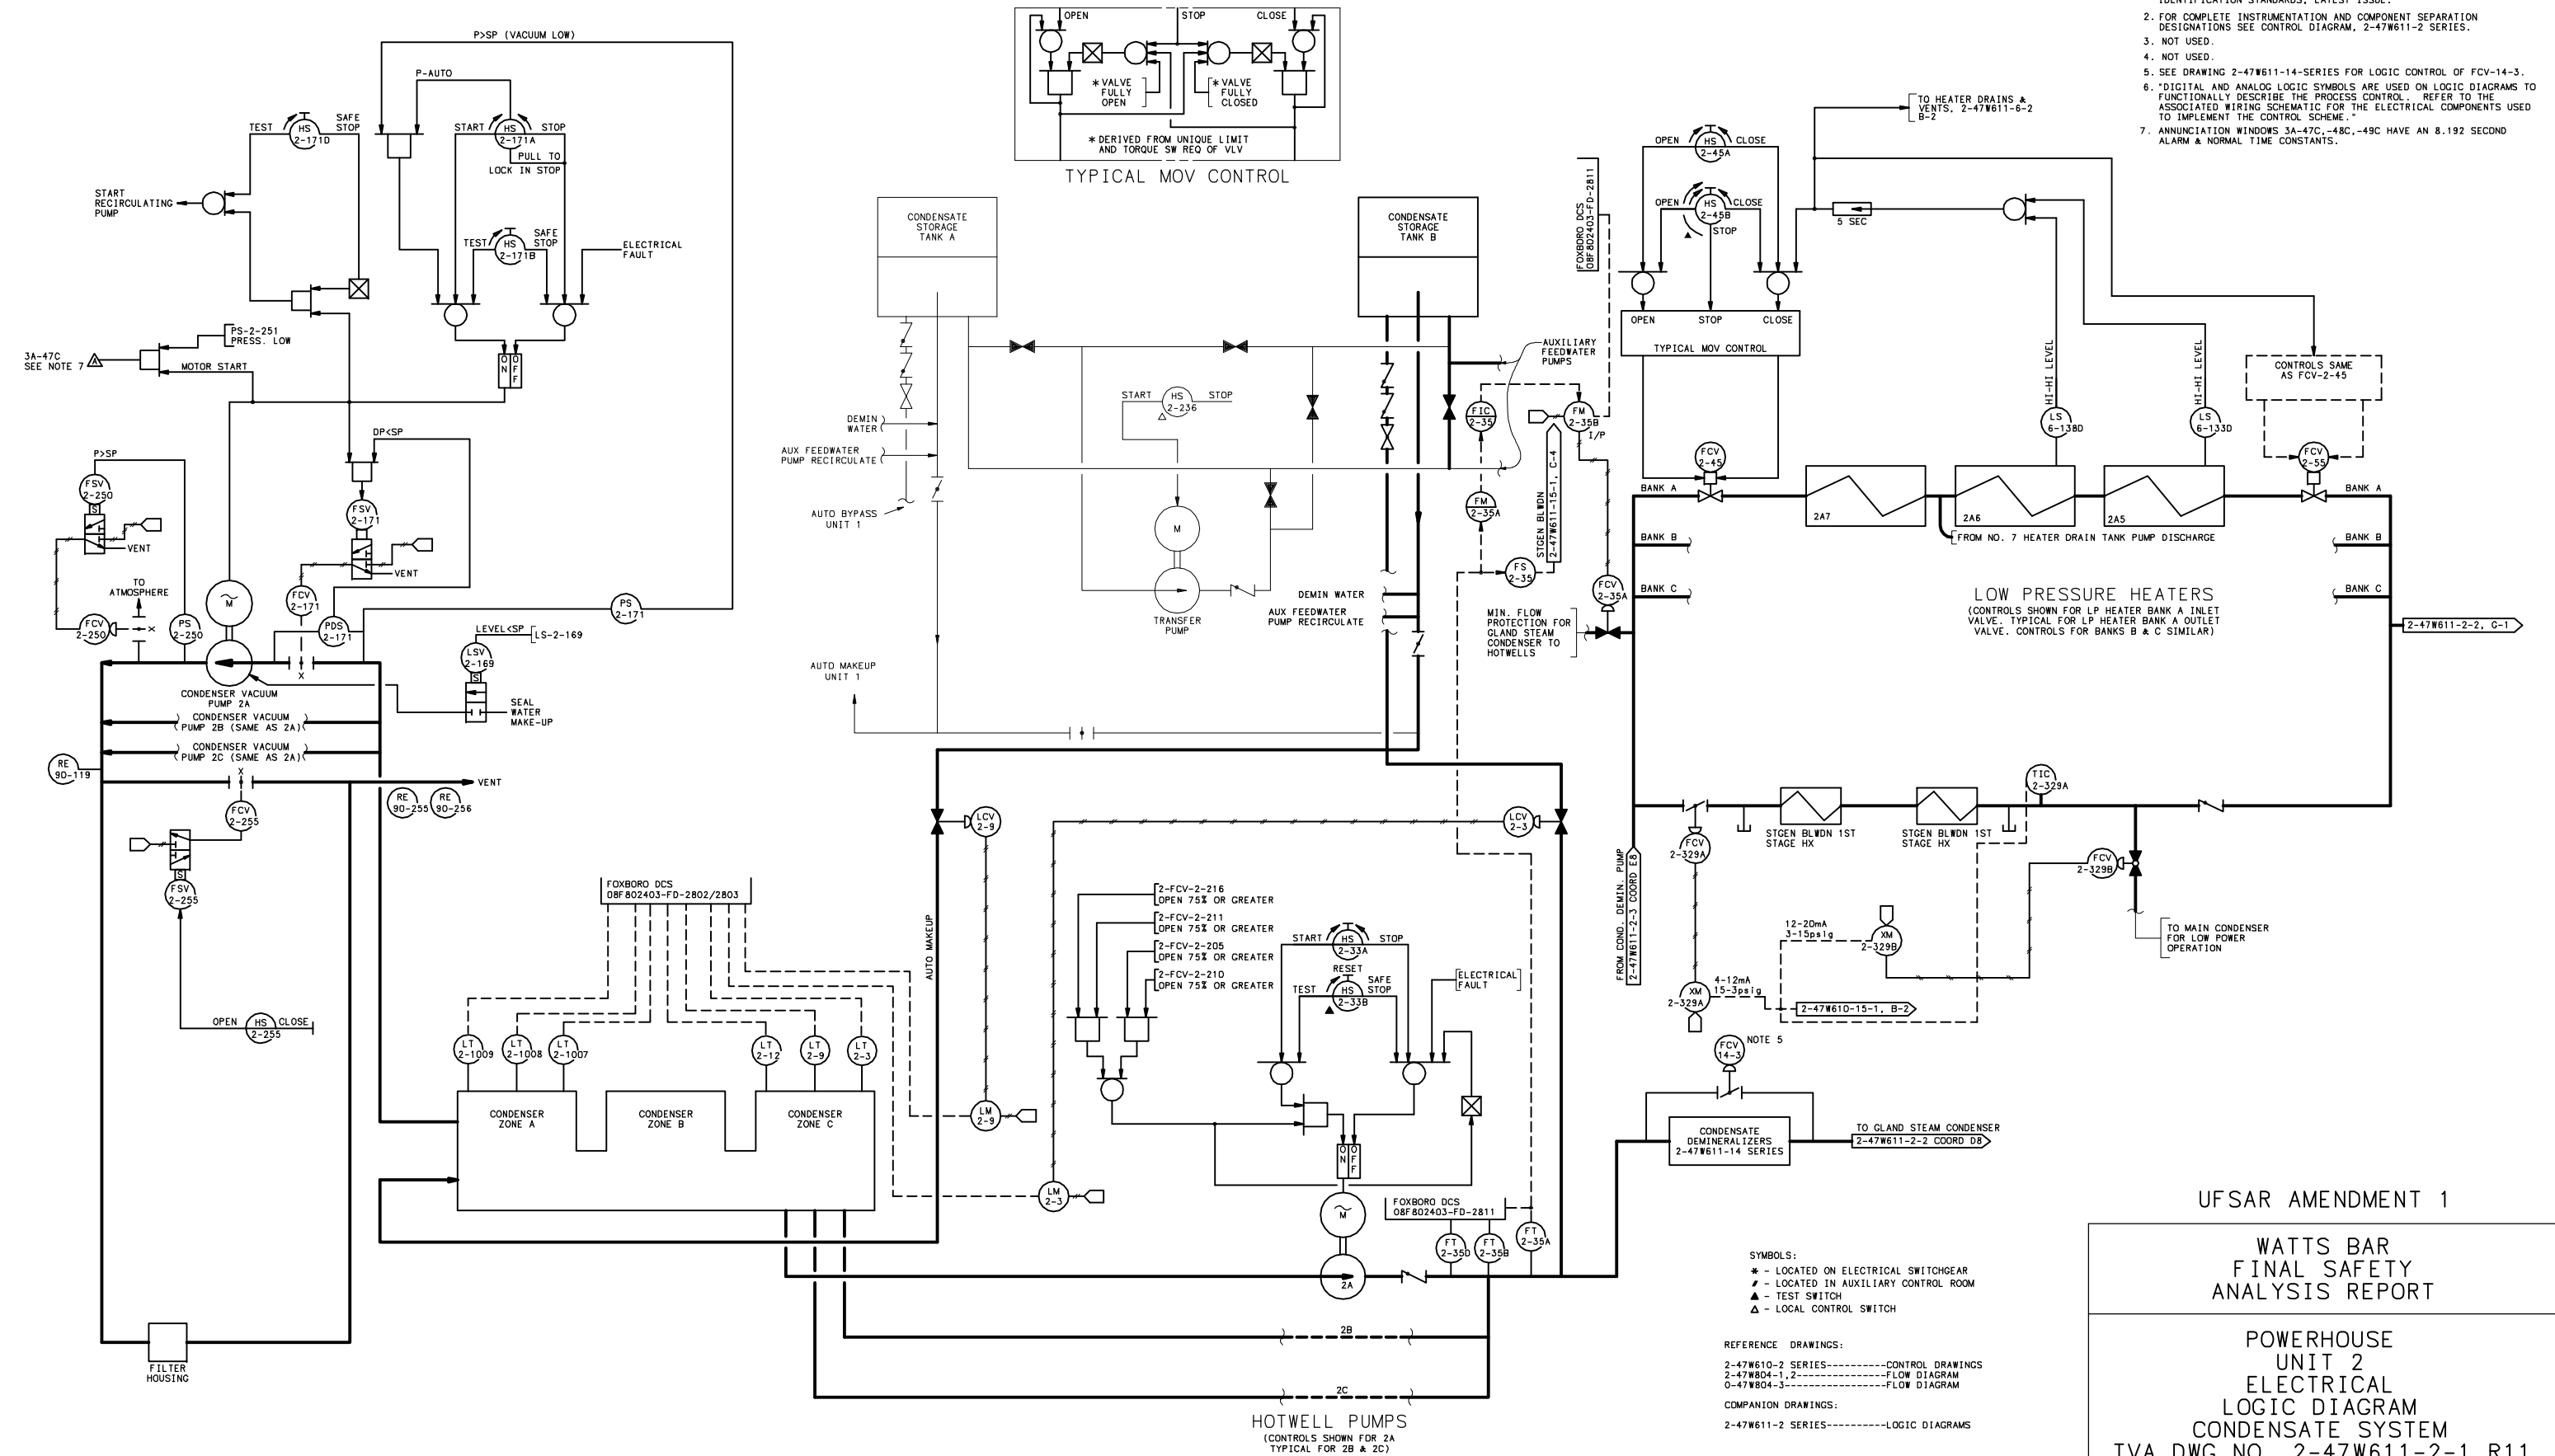 IDENTIFICATION STANDARDS, LATEST ISSUE.
2. FOR COMPLETE INSTRUMENTATION AND COMPONENT SEPARATION
DESIGNATIONS SEE CONTROL DIAGRAM, 2-47W611-2 SERIES.
3. NOT USED.
4. NOT USED.
5. SEE DRAWING 2-47W611-14-SERIES FOR LOGIC CONTROL OF FCV-14-3.
6. "DIGITAL AND ANALOG LOGIC SYMBOLS ARE USED ON LOGIC DIAGRAMS TO
FUNCTIONALLY DESCRIBE THE PROCESS CONTROL. REFER TO THE
ASSOCIATED WIRING SCHEMATIC FOR THE ELECTRICAL COMPONENTS USED
TO IMPLEMENT THE CONTROL SCHEME."
7. ANNUNCIATION WINDOWS 3A-47C,-48C,-49C HAVE AN 8.192 SECOND
ALARM & NORMAL TIME CONSTANTS.
P>SP (VACUUM LOW)
P-AUTO
TEST
HS
2-171D
SAFE
STOP
START
HS
2-171A
STOP
PULL TO
LOCK IN STOP
START
RECIRCULATING
PUMP
TEST
HS
2-171B
SAFE
STOP
ELECTRICAL
FAULT
PS-2-251
PRESS. LOW
3A-47C
SEE NOTE 7
A
MOTOR START
ON
OFF
DP<SP
P>SP
FSV
2-250
S
VENT
FSV
2-171
VENT
TO
ATMOSPHERE
FCV
2-250
X
PS
2-250
M
FCV
2-171
PDS
2-171
PS
2-171
X
LEVEL<SP
LS-2-169
LSV
2-169
S
SEAL
WATER
MAKE-UP
CONDENSER VACUUM
PUMP 2A
CONDENSER VACUUM
PUMP 2B (SAME AS 2A)
CONDENSER VACUUM
PUMP 2C (SAME AS 2A)
RE
90-119
X
VENT
RE
90-255
RE
90-256
FCV
2-255
S
FSV
2-255
OPEN
HS
2-255
CLOSE
FILTER
HOUSING
OPEN
STOP
CLOSE
* VALVE
FULLY
OPEN
* VALVE
FULLY
CLOSED
* DERIVED FROM UNIQUE LIMIT
AND TORQUE SW REQ OF VLV
TYPICAL MOV CONTROL
CONDENSATE
STORAGE
TANK A
CONDENSATE
STORAGE
TANK B
AUXILIARY
FEEDWATER
PUMPS
START
HS
2-236
STOP
DEMIN
WATER
AUX FEEDWATER
PUMP RECIRCULATE
AUTO BYPASS
UNIT 1
M
TRANSFER
PUMP
DEMIN WATER
AUX FEEDWATER
PUMP RECIRCULATE
AUTO MAKEUP
UNIT 1
FOXBORO DCS
08F802403-FD-2811
FIC
2-35
FM
2-35B
I/P
FM
2-35A
STGEN BLWDN
2-47W611-15-1, C-4
FS
2-35
FCV
2-35A
MIN. FLOW
PROTECTION FOR
GLAND STEAM
CONDENSER TO
HOTWELLS
TO HEATER DRAINS &
VENTS, 2-47W611-6-2
B-2
OPEN
HS
2-45A
CLOSE
OPEN
HS
2-45B
CLOSE
STOP
5 SEC
OPEN
STOP
CLOSE
TYPICAL MOV CONTROL
HI-HI LEVEL
HI-HI LEVEL
LS
6-138D
LS
6-133D
CONTROLS SAME
AS FCV-2-45
FCV
2-45
FCV
2-55
BANK A
2A7
2A6
2A5
BANK A
FROM NO. 7 HEATER DRAIN TANK PUMP DISCHARGE
BANK B
BANK B
BANK C
BANK C
LOW PRESSURE HEATERS
(CONTROLS SHOWN FOR LP HEATER BANK A INLET
VALVE. TYPICAL FOR LP HEATER BANK A OUTLET
VALVE. CONTROLS FOR BANKS B & C SIMILAR)
2-47W611-2-2, G-1
TIC
2-329A
STGEN BLWDN 1ST
STAGE HX
STGEN BLWDN 1ST
STAGE HX
FCV
2-329A
FCV
2-329B
FROM COND. DEMIN. PUMP
2-47W611-2-3 COORD E8
12-20mA
3-15psig
XM
2-329B
TO MAIN CONDENSER
FOR LOW POWER
OPERATION
XM
2-329A
4-12mA
15-3psig
2-47W610-15-1, B-2
FCV
14-3
NOTE 5
CONDENSATE
DEMINERALIZERS
2-47W611-14 SERIES
TO GLAND STEAM CONDENSER
2-47W611-2-2 COORD D8
FOXBORO DCS
08F802403-FD-2802/2803
LT
2-1009
LT
2-1008
LT
2-1007
LT
2-12
LT
2-9
LT
2-3
CONDENSER
ZONE A
CONDENSER
ZONE B
CONDENSER
ZONE C
AUTO MAKEUP
LCV
2-9
LCV
2-3
LM
2-9
LM
2-3
2-FCV-2-216
OPEN 75% OR GREATER
2-FCV-2-211
OPEN 75% OR GREATER
2-FCV-2-205
OPEN 75% OR GREATER
2-FCV-2-210
OPEN 75% OR GREATER
START
HS
2-33A
STOP
RESET
TEST
HS
2-33B
SAFE
STOP
ELECTRICAL
FAULT
ON
OFF
M
2A
FOXBORO DCS
08F802403-FD-2811
FT
2-35D
FT
2-35B
FT
2-35A
2B
2C
HOTWELL PUMPS
(CONTROLS SHOWN FOR 2A
TYPICAL FOR 2B & 2C)
SYMBOLS:
* - LOCATED ON ELECTRICAL SWITCHGEAR
- LOCATED IN AUXILIARY CONTROL ROOM
▲ - TEST SWITCH
△ - LOCAL CONTROL SWITCH
REFERENCE DRAWINGS:
2-47W610-2 SERIES----------CONTROL DRAWINGS
2-47W804-1,2---------------FLOW DIAGRAM
0-47W804-3-----------------FLOW DIAGRAM
COMPANION DRAWINGS:
2-47W611-2 SERIES----------LOGIC DIAGRAMS
UFSAR AMENDMENT 1
WATTS BAR
FINAL SAFETY
ANALYSIS REPORT
POWERHOUSE
UNIT 2
ELECTRICAL
LOGIC DIAGRAM
CONDENSATE SYSTEM
TVA DWG NO. 2-47W611-2-1 R11